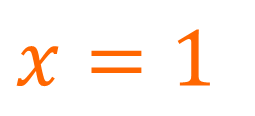 x = 1